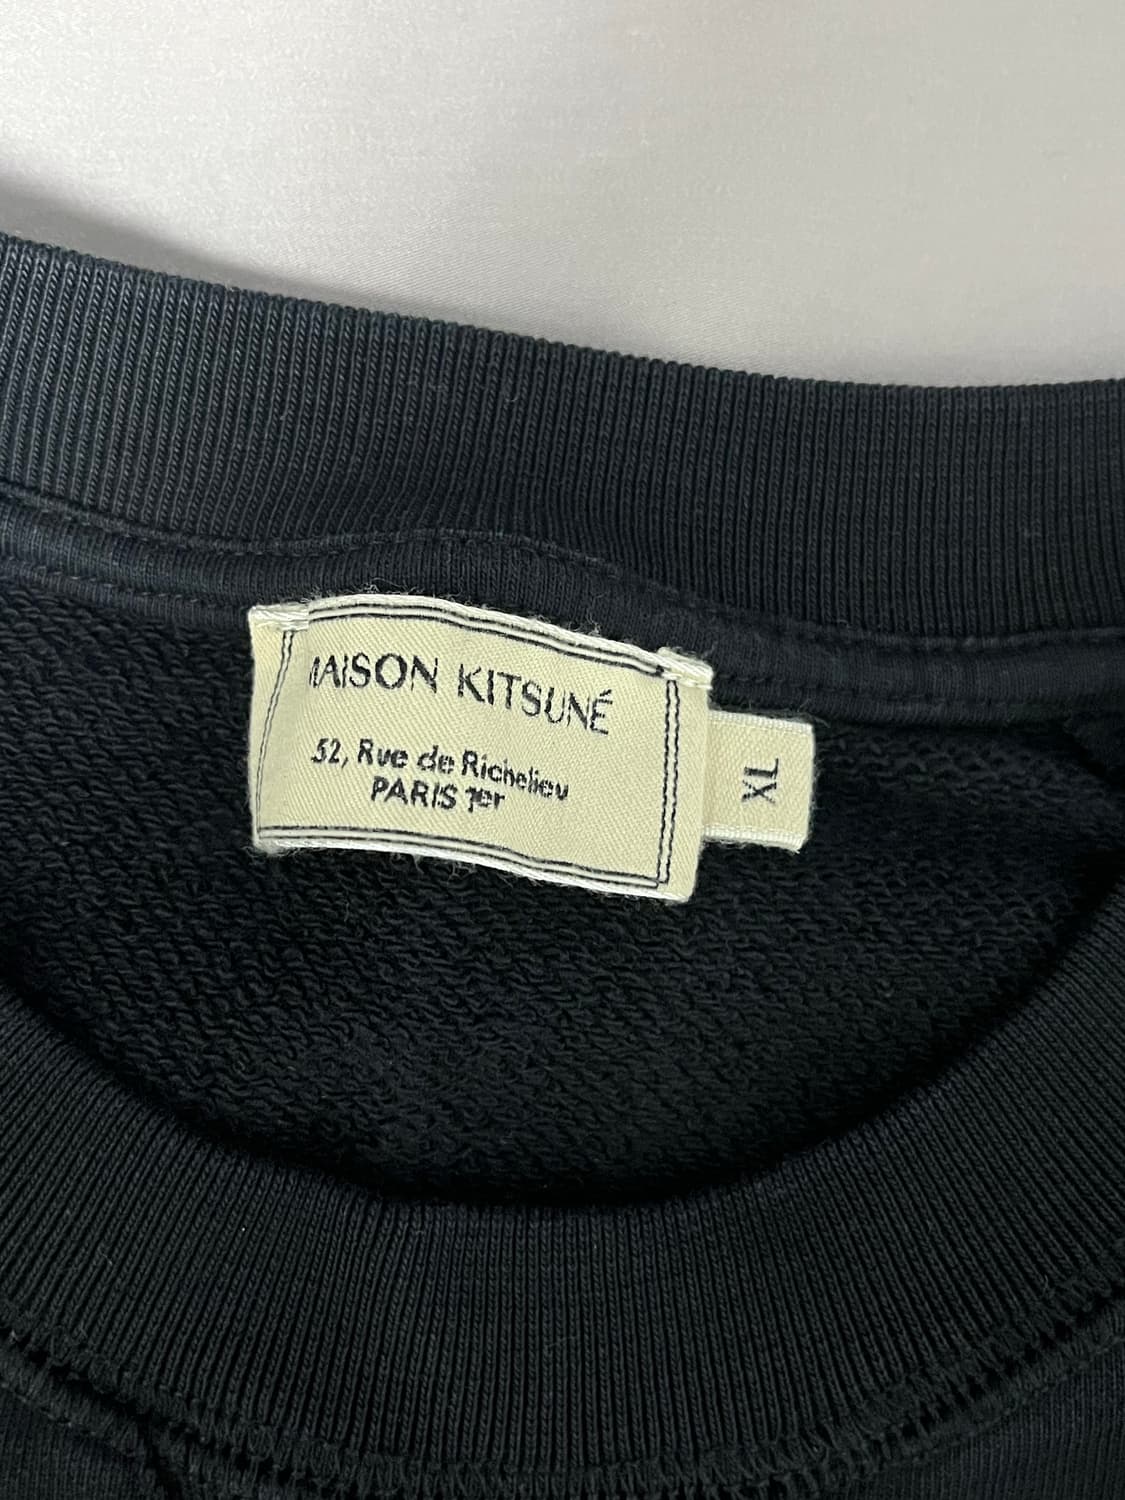 MAISON KITSUNÉ
52, Rue de Richelieu
PARIS 1er
XL